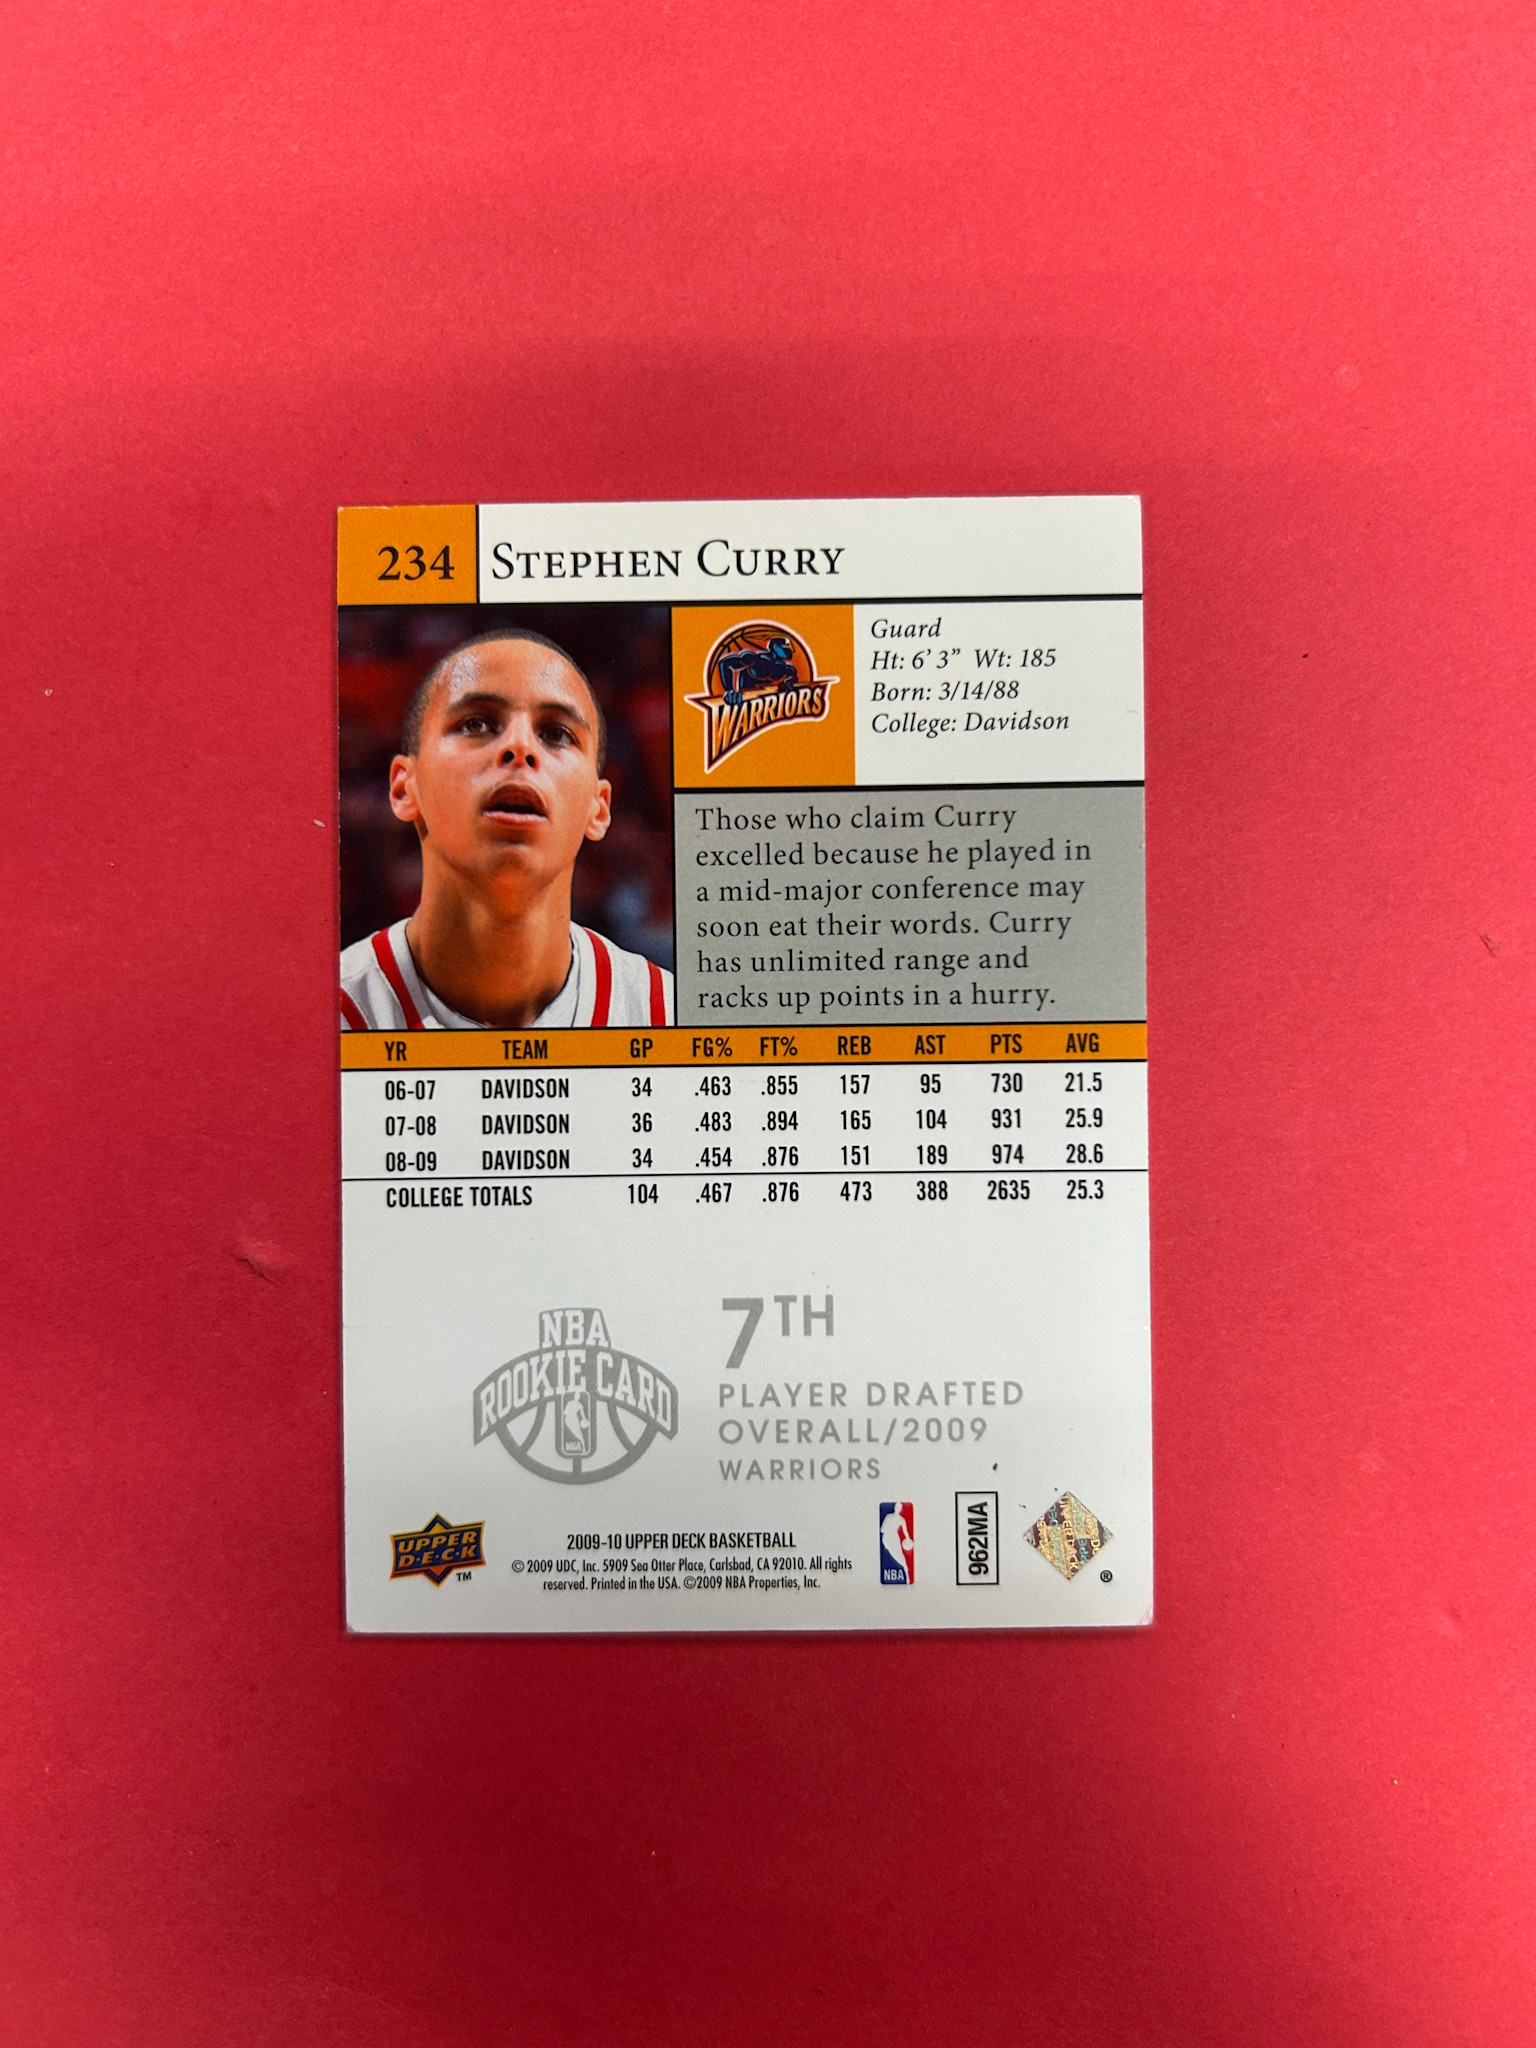 234 STEPHEN CURRY
WARRIORS
Guard
Ht: 6' 3" Wt: 185
Born: 3/14/88
College: Davidson
Those who claim Curry
excelled because he played in
a mid-major conference may
soon eat their words. Curry
has unlimited range and
racks up points in a hurry.
YR TEAM GP FG% FT% REB AST PTS AVG
06-07 DAVIDSON 34 .463 .855 157 95 730 21.5
07-08 DAVIDSON 36 .483 .894 165 104 931 25.9
08-09 DAVIDSON 34 .454 .876 151 189 974 28.6
COLLEGE TOTALS 104 .467 .876 473 388 2635 25.3
NBA
ROOKIE CARD
NBA
7TH
PLAYER DRAFTED
OVERALL/2009
WARRIORS
UPPER
D·E·C·K
TM
2009-10 UPPER DECK BASKETBALL
© 2009 UDC, Inc. 5909 Sea Otter Place, Carlsbad, CA 92010. All rights
reserved. Printed in the USA. ©2009 NBA Properties, Inc.
NBA
962MA
®